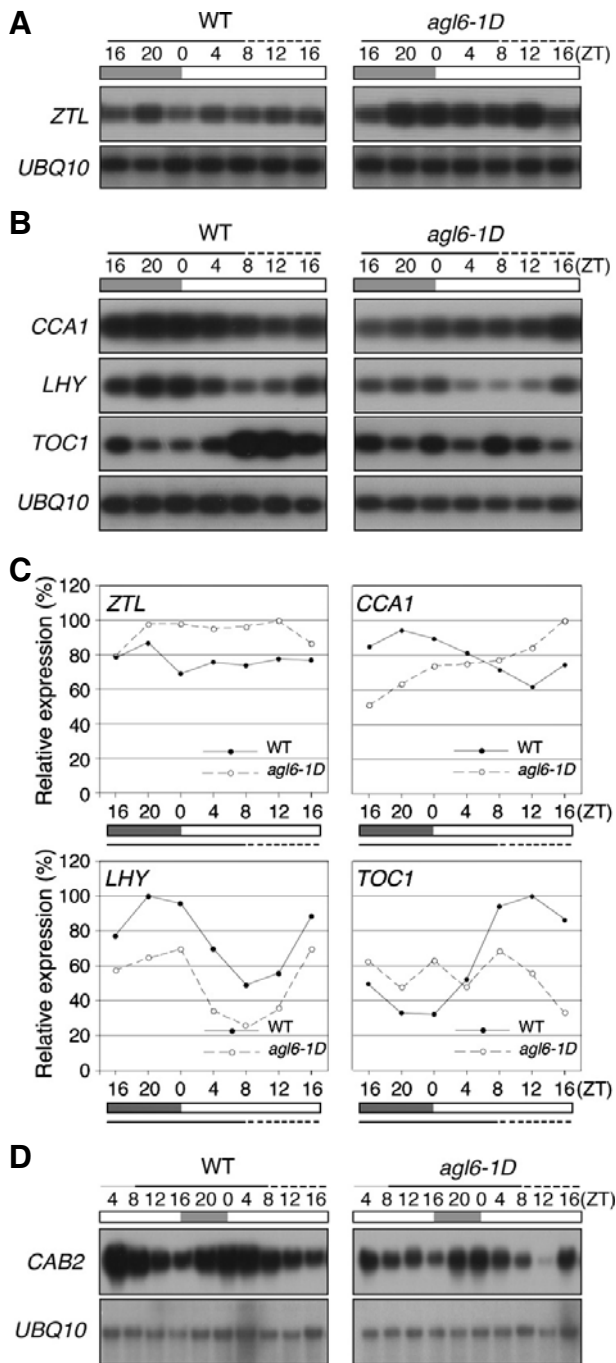 A
WT agl6-1D
16 20 0 4 8 12 16 16 20 0 4 8 12 16 (ZT)
ZTL
UBQ10
B
WT agl6-1D
16 20 0 4 8 12 16 16 20 0 4 8 12 16 (ZT)
CCA1
LHY
TOC1
UBQ10
C
Relative expression (%)
120
100
80
60
40
20
0
ZTL
WT
agl6-1D
16 20 0 4 8 12 16
CCA1
WT
agl6-1D
16 20 0 4 8 12 16 (ZT)
Relative expression (%)
120
100
80
60
40
20
0
LHY
WT
agl6-1D
16 20 0 4 8 12 16
TOC1
WT
agl6-1D
16 20 0 4 8 12 16 (ZT)
D
WT agl6-1D
4 8 12 16 20 0 4 8 12 16 4 8 12 16 20 0 4 8 12 16 (ZT)
CAB2
UBQ10